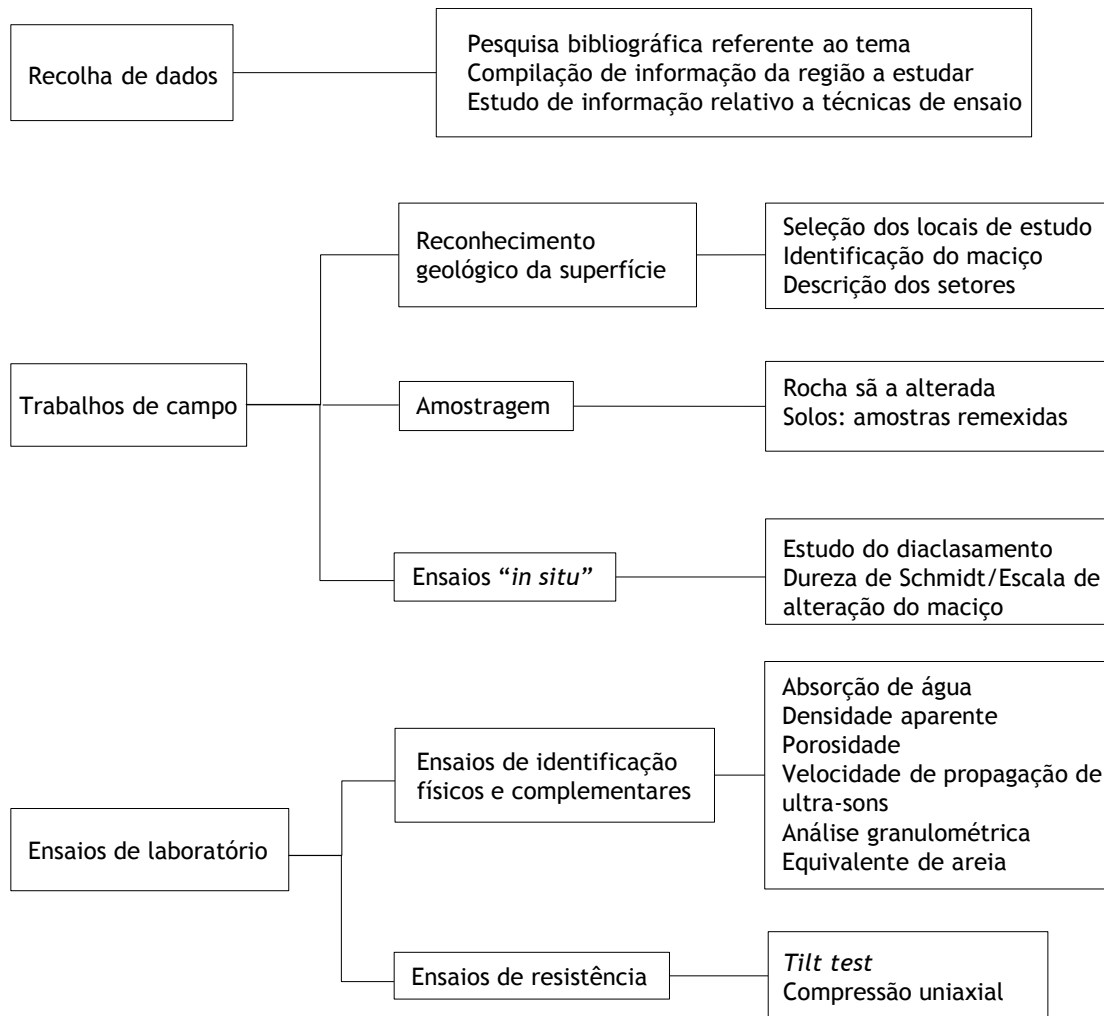 Recolha de dados
Pesquisa bibliográfica referente ao tema
Compilação de informação da região a estudar
Estudo de informação relativo a técnicas de ensaio
Trabalhos de campo
Reconhecimento
geológico da superfície
Seleção dos locais de estudo
Identificação do maciço
Descrição dos setores
Amostragem
Rocha sã a alterada
Solos: amostras remexidas
Ensaios “in situ”
Estudo do diaclasamento
Dureza de Schmidt/Escala de
alteração do maciço
Ensaios de laboratório
Ensaios de identificação
físicos e complementares
Absorção de água
Densidade aparente
Porosidade
Velocidade de propagação de
ultra-sons
Análise granulométrica
Equivalente de areia
Ensaios de resistência
Tilt test
Compressão uniaxial